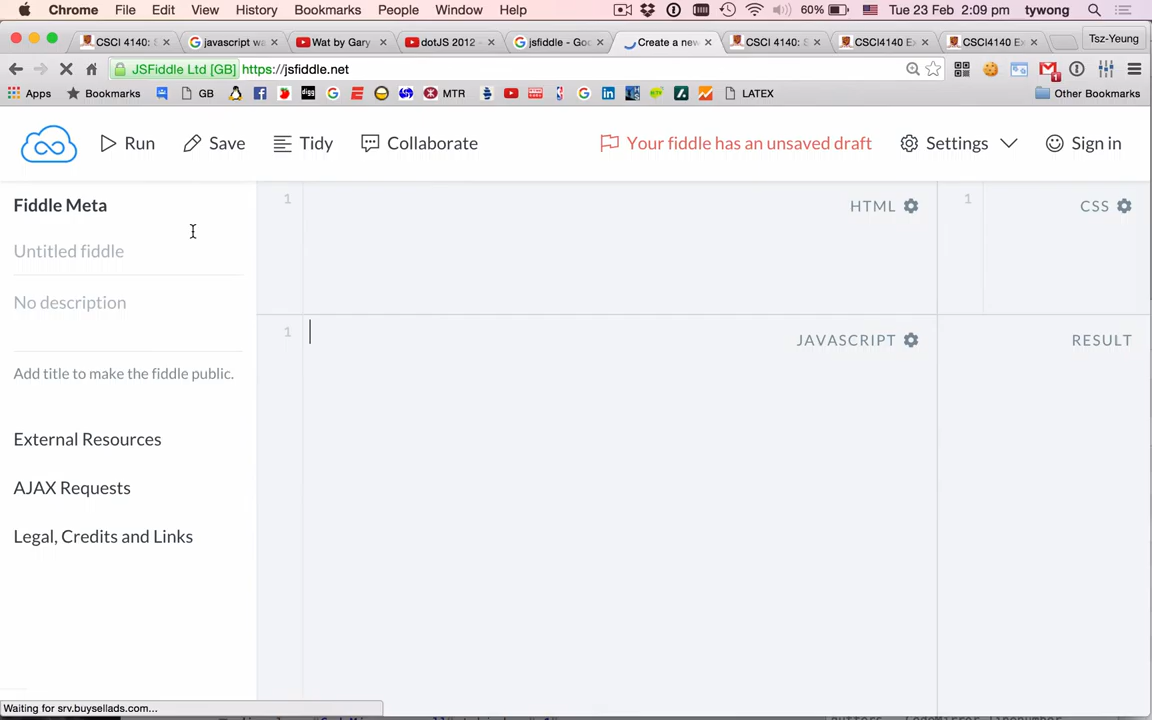 Chrome File Edit View History Bookmarks People Window Help 60% Tue 23 Feb 2:09 pm tywong
CSCI 4140: S javascript wa Wat by Gary dotJS 2012 - jsfiddle - Goo Create a new CSCI 4140: S CSCI4140 Ex CSCI4140 Ex Tsz-Yeung
JSFiddle Ltd [GB] https://jsfiddle.net
Apps Bookmarks GB MTR LATEX Other Bookmarks
Run Save Tidy Collaborate Your fiddle has an unsaved draft Settings Sign in
Fiddle Meta
Untitled fiddle
No description
Add title to make the fiddle public.
External Resources
AJAX Requests
Legal, Credits and Links
1 HTML
1 CSS
1 JAVASCRIPT
RESULT
Waiting for srv.buysellads.com...